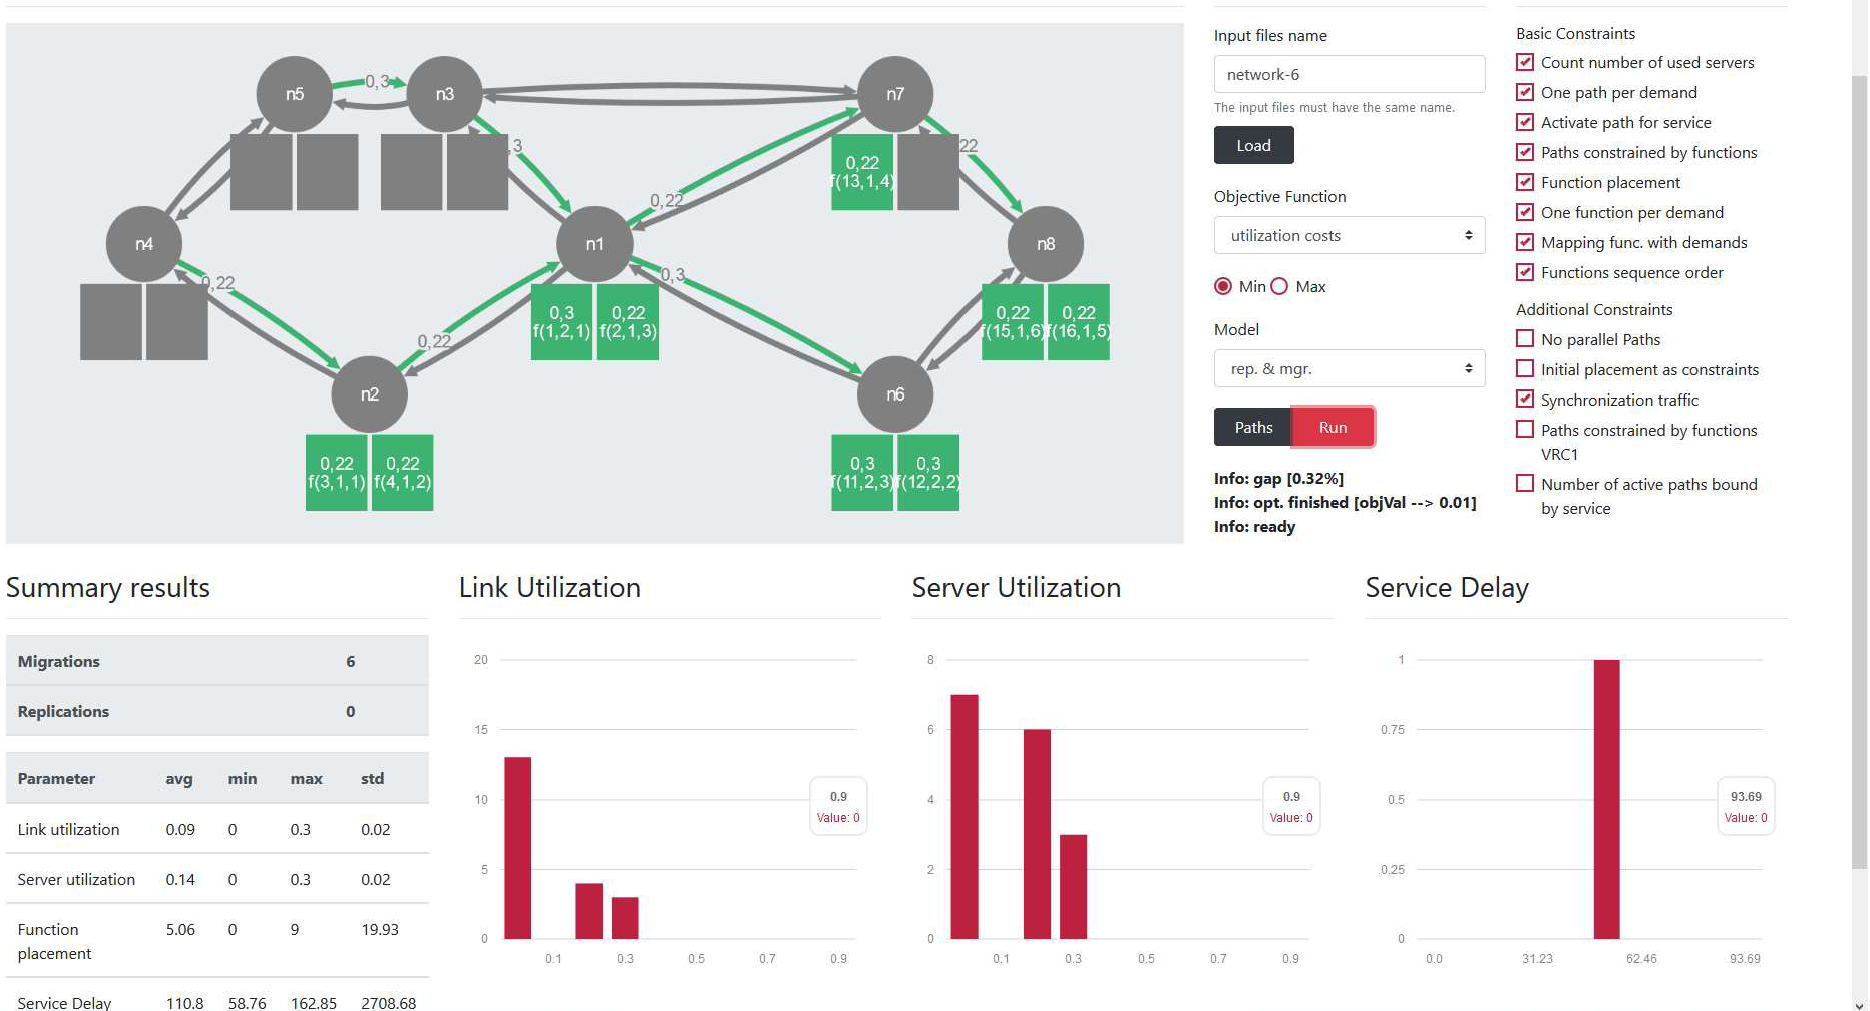 n5
0,3
n3
n7
,3
22
0,22
f(13,1,4)
0,22
n4
n1
n8
0,22
0,3
0,3
f(1,2,1)
0,22
f(2,1,3)
0,22
f(15,1,6)
0,22
f(16,1,5)
0,22
n2
n6
0,22
f(3,1,1)
0,22
f(4,1,2)
0,3
f(11,2,3)
0,3
f(12,2,2)
Input files name
network-6
The input files must have the same name.
Load
Objective Function
utilization costs
Min
Max
Model
rep. & mgr.
Paths
Run
Info: gap [0.32%]
Info: opt. finished [objVal --> 0.01]
Info: ready
Basic Constraints
Count number of used servers
One path per demand
Activate path for service
Paths constrained by functions
Function placement
One function per demand
Mapping func. with demands
Functions sequence order
Additional Constraints
No parallel Paths
Initial placement as constraints
Synchronization traffic
Paths constrained by functions
VRC1
Number of active paths bound
by service
Summary results
Migrations 6
Replications 0
Parameter avg min max std
Link utilization 0.09 0 0.3 0.02
Server utilization 0.14 0 0.3 0.02
Function
placement 5.06 0 9 19.93
Service Delay 110.8 58.76 162.85 2708.68
Link Utilization
20
15
10
5
0
0.1 0.3 0.5 0.7 0.9
0.9
Value: 0
Server Utilization
8
6
4
2
0
0.1 0.3 0.5 0.7 0.9
0.9
Value: 0
Service Delay
1
0.75
0.5
0.25
0
0.0 31.23 62.46 93.69
93.69
Value: 0